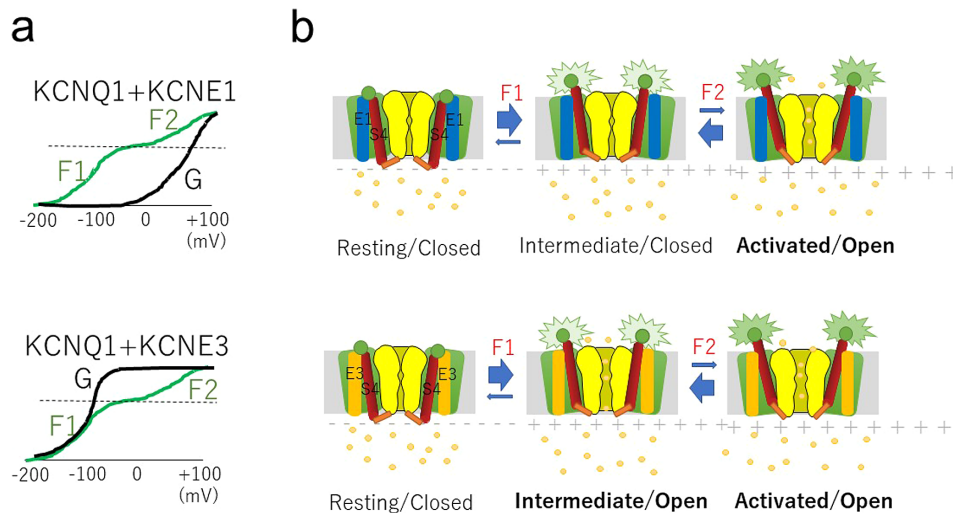 a
b
KCNQ1+KCNE1
F2
F1
G
-200 -100 0 +100
(mV)
E1 S4 S4 E1
F1
F2
Resting/Closed
Intermediate/Closed
Activated/Open
KCNQ1+KCNE3
G
F2
F1
-200 -100 0 +100
(mV)
E3 S4 S4 E3
F1
F2
Resting/Closed
Intermediate/Open
Activated/Open